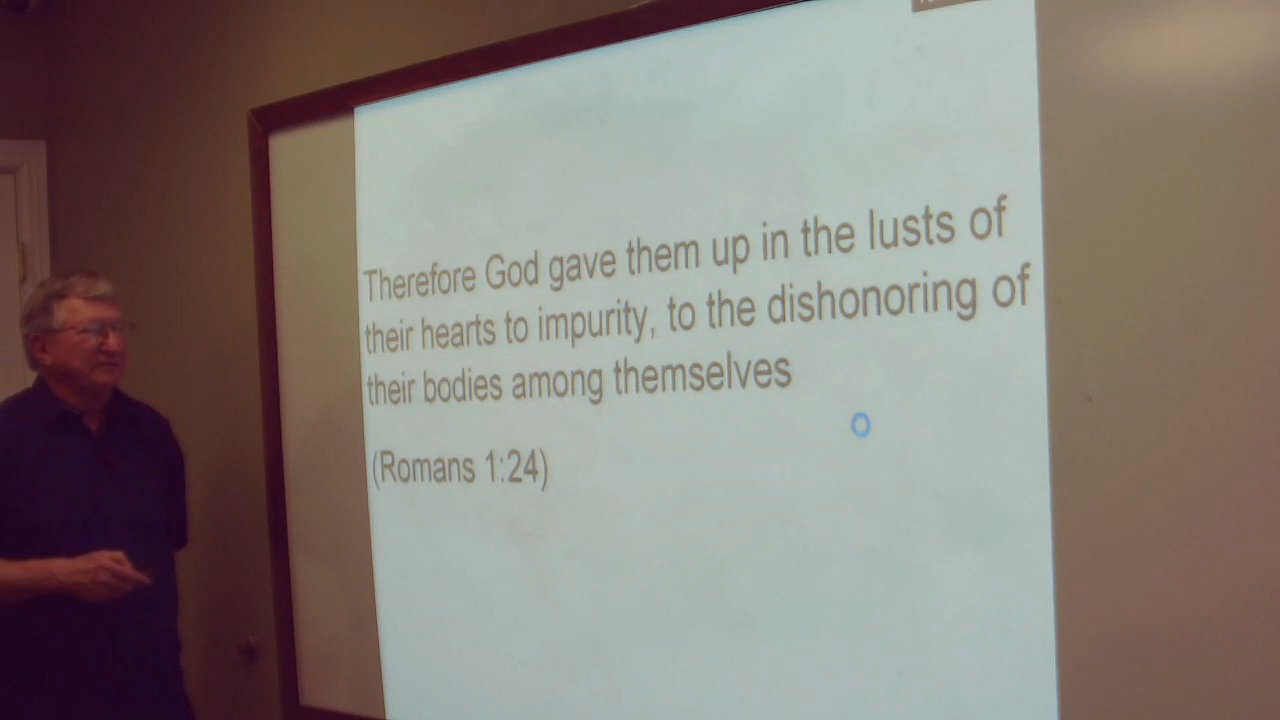 Therefore God gave them up in the lusts of
their hearts to impurity, to the dishonoring of
their bodies among themselves
(Romans 1:24)